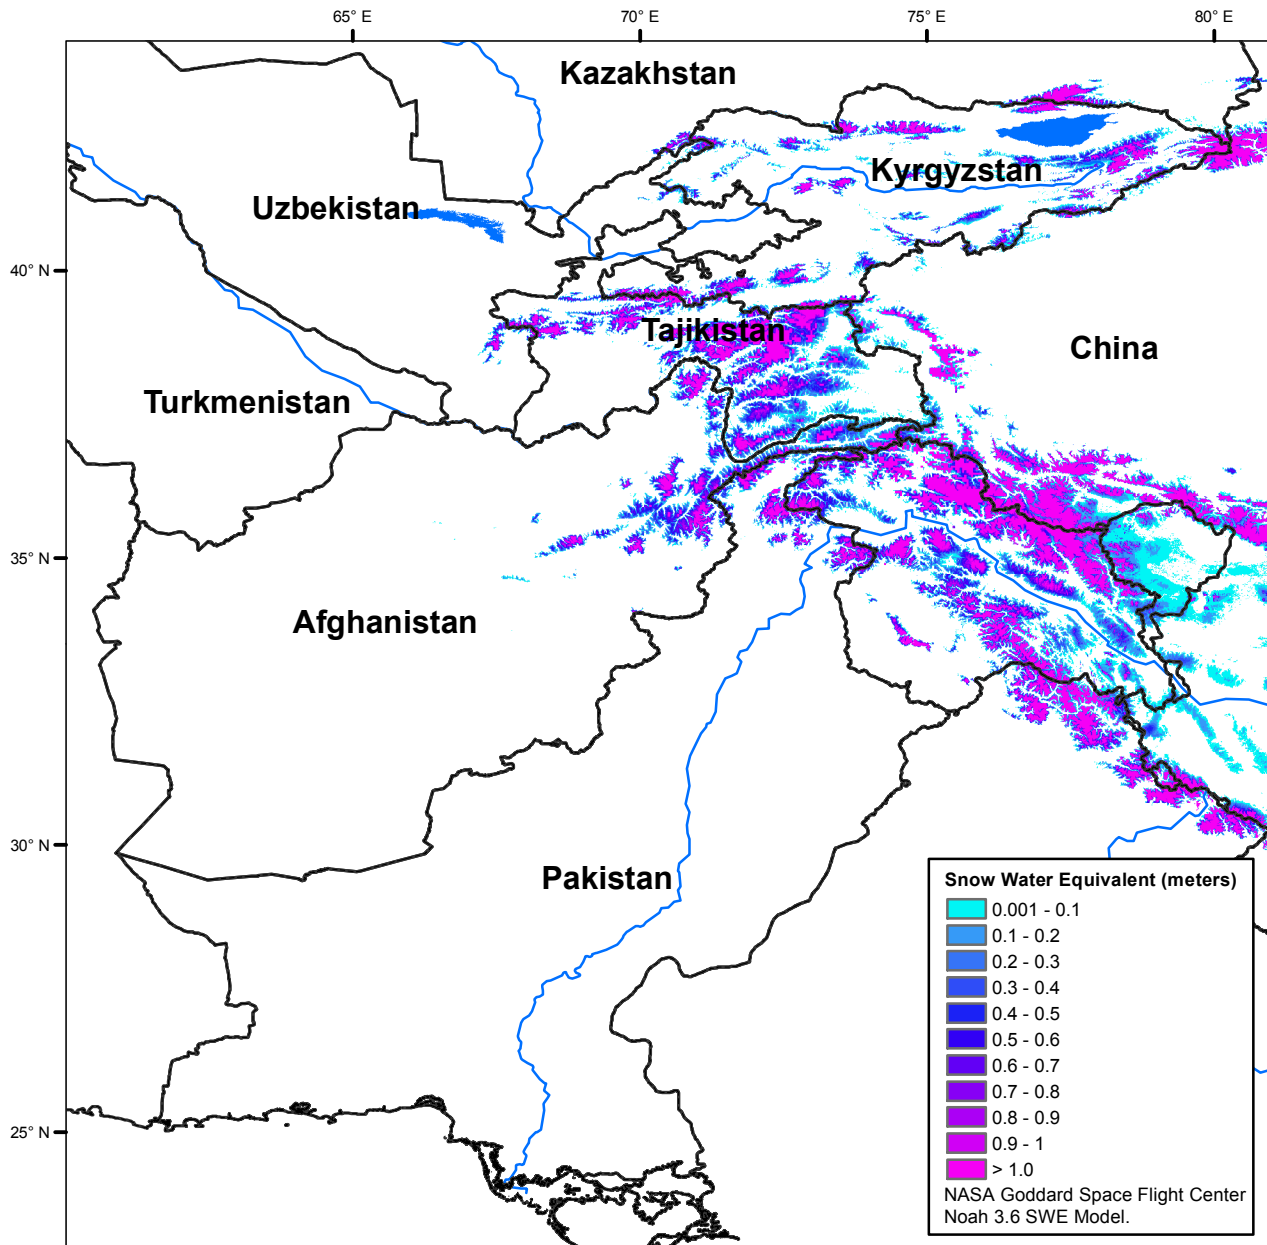 65° E
70° E
75° E
80° E
Kazakhstan
Kyrgyzstan
Uzbekistan
40° N
Tajikistan
China
Turkmenistan
35° N
Afghanistan
30° N
Pakistan
25° N
Snow Water Equivalent (meters)
0.001 - 0.1
0.1 - 0.2
0.2 - 0.3
0.3 - 0.4
0.4 - 0.5
0.5 - 0.6
0.6 - 0.7
0.7 - 0.8
0.8 - 0.9
0.9 - 1
> 1.0
NASA Goddard Space Flight Center
Noah 3.6 SWE Model.